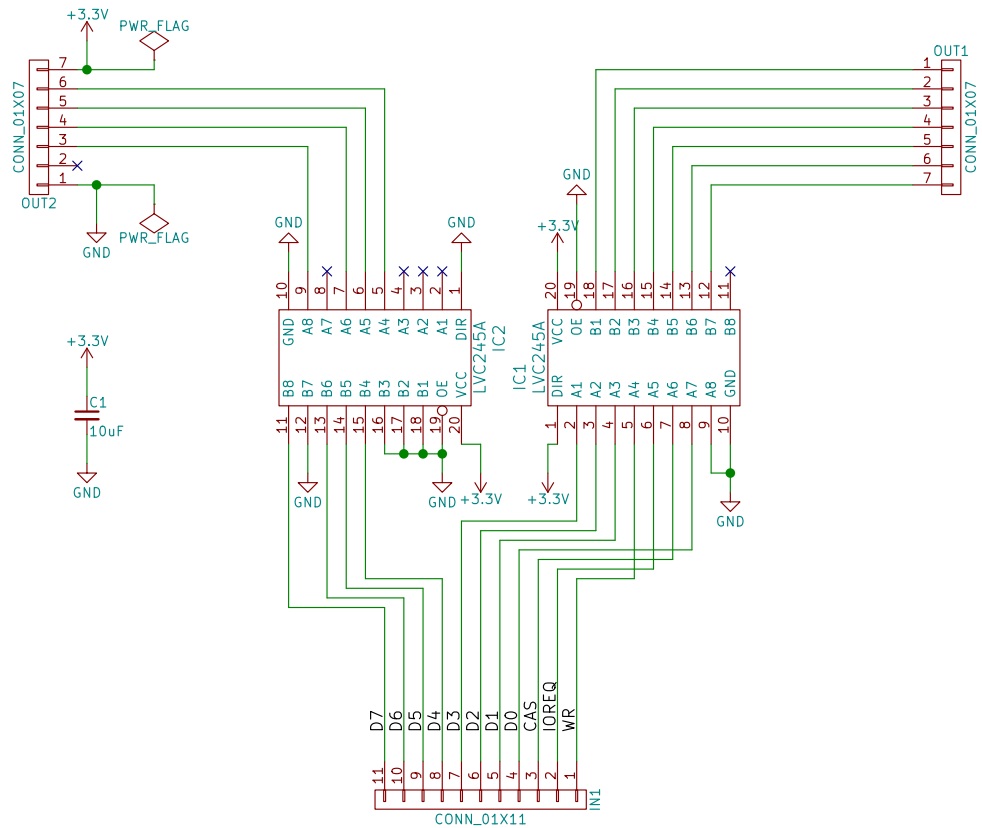 +3.3V
PWR_FLAG
7
6
5
4
3
2
1
CONN_01X07
OUT2
GND
PWR_FLAG
OUT1
1
2
3
4
5
6
7
CONN_01X07
GND
GND
10
9
8
7
6
5
4
3
2
1
GND
A8
A7
A6
A5
A4
A3
A2
A1
DIR
B8
B7
B6
B5
B4
B3
B2
B1
OE
VCC
11
12
13
14
15
16
17
18
19
20
LVC245A
IC2
GND
GND
+3.3V
GND
+3.3V
20
19
18
17
16
15
14
13
12
11
VCC
OE
B1
B2
B3
B4
B5
B6
B7
B8
DIR
A1
A2
A3
A4
A5
A6
A7
A8
GND
1
2
3
4
5
6
7
8
9
10
IC1
LVC245A
+3.3V
GND
+3.3V
C1
10uF
GND
D7
D6
D5
D4
D3
D2
D1
D0
CAS
IOREQ
WR
11
10
9
8
7
6
5
4
3
2
1
IN1
CONN_01X11